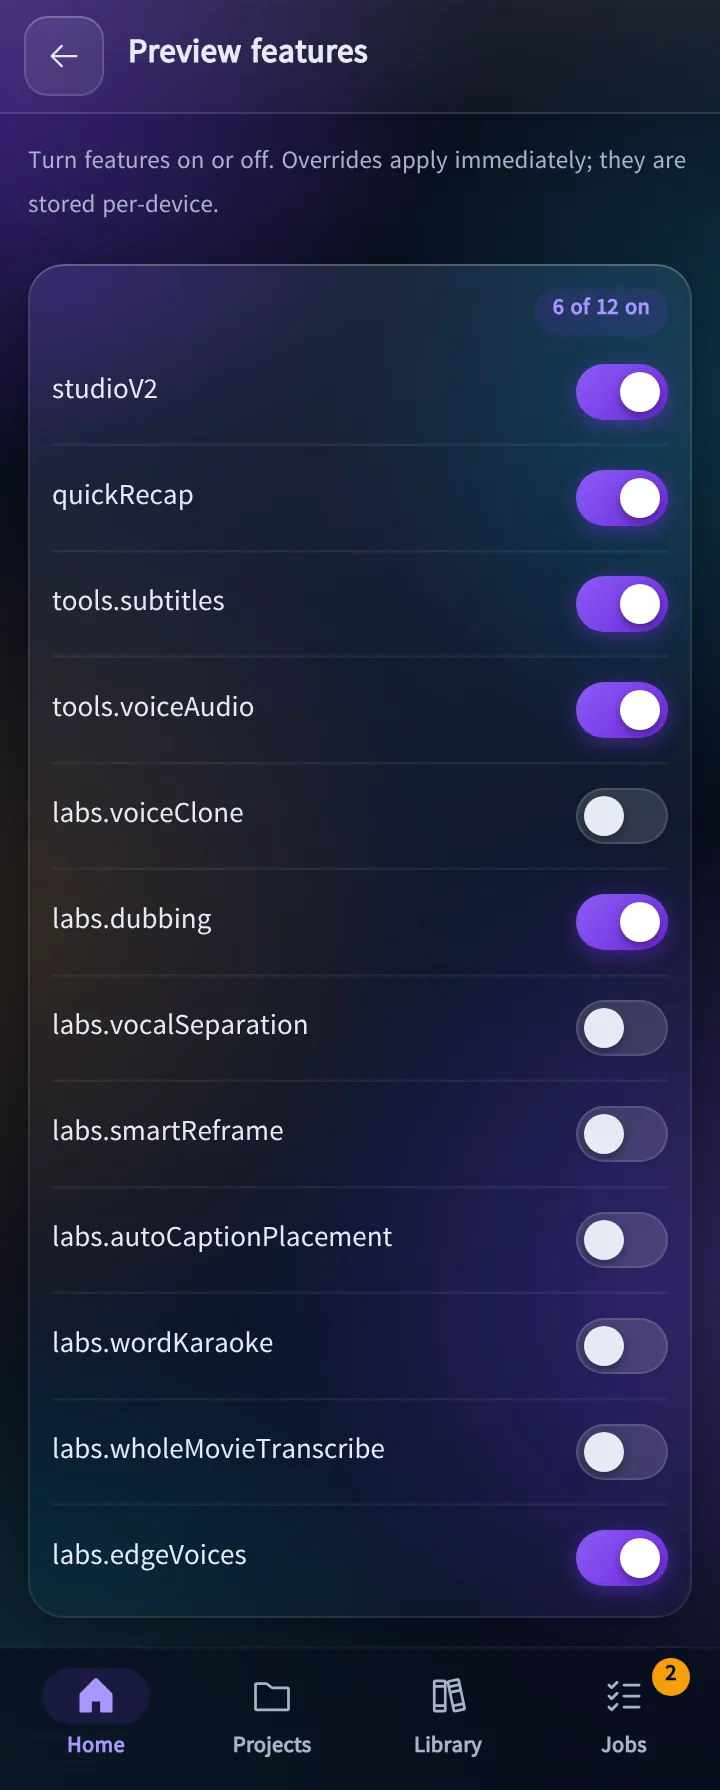 Preview features
Turn features on or off. Overrides apply immediately; they are
stored per-device.
6 of 12 on
studioV2
quickRecap
tools.subtitles
tools.voiceAudio
labs.voiceClone
labs.dubbing
labs.vocalSeparation
labs.smartReframe
labs.autoCaptionPlacement
labs.wordKaraoke
labs.wholeMovieTranscribe
labs.edgeVoices
2
Home
Projects
Library
Jobs